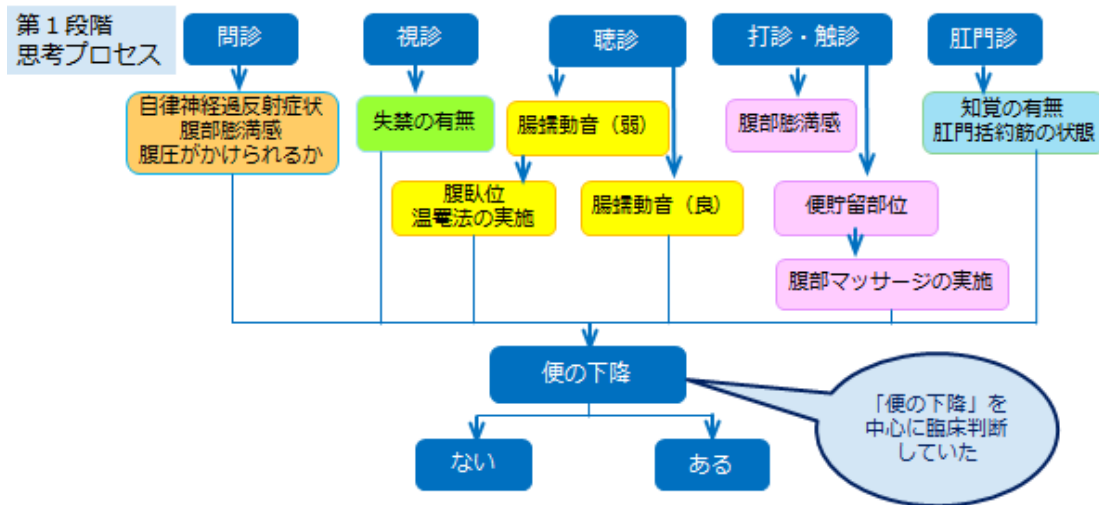 第1段階
思考プロセス
問診
視診
聴診
打診・触診
肛門診
自律神経過反射症状
腹部膨満感
腹圧がかけられるか
失禁の有無
腸蠕動音（弱）
腹部膨満感
知覚の有無
肛門括約筋の状態
腹臥位
温罨法の実施
腸蠕動音（良）
便貯留部位
腹部マッサージの実施
便の下降
「便の下降」を
中心に臨床判断
していた
ない
ある